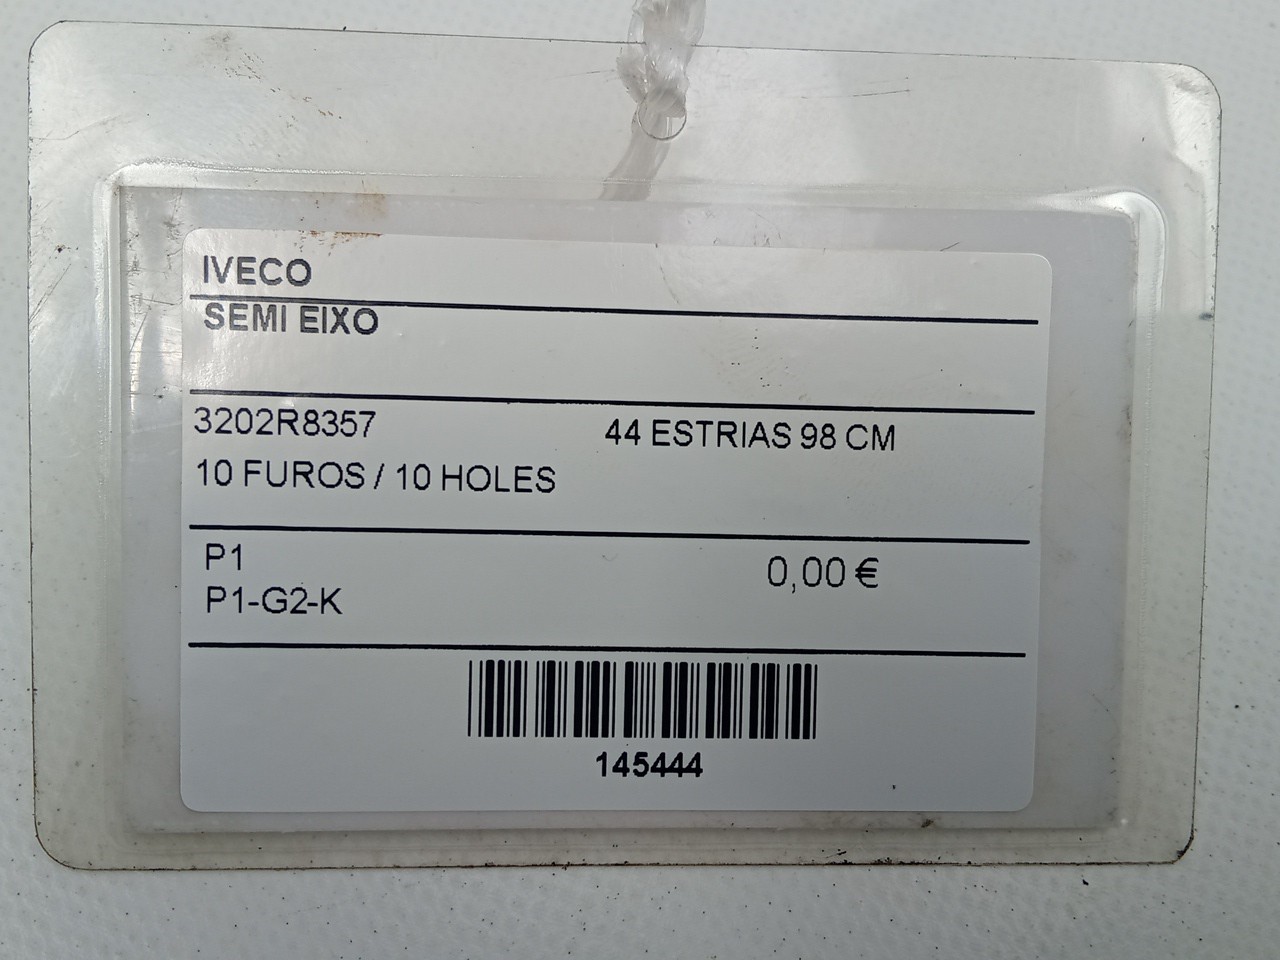 IVECO
SEMI EIXO
3202R8357 44 ESTRIAS 98 CM
10 FUROS / 10 HOLES
P1 0,00 €
P1-G2-K
145444